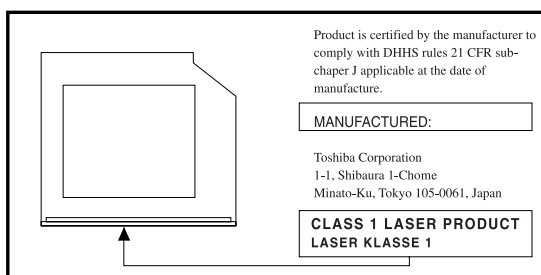 Product is certified by the manufacturer to
comply with DHHS rules 21 CFR sub-
chaper J applicable at the date of
manufacture.
MANUFACTURED:
Toshiba Corporation
1-1, Shibaura 1-Chome
Minato-Ku, Tokyo 105-0061, Japan
CLASS 1 LASER PRODUCT
LASER KLASSE 1